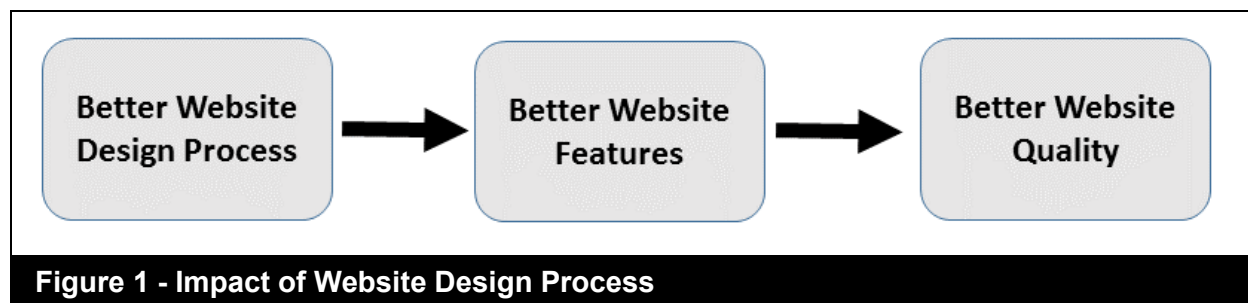 Better Website
Design Process
Better Website
Features
Better Website
Quality
Figure 1 - Impact of Website Design Process